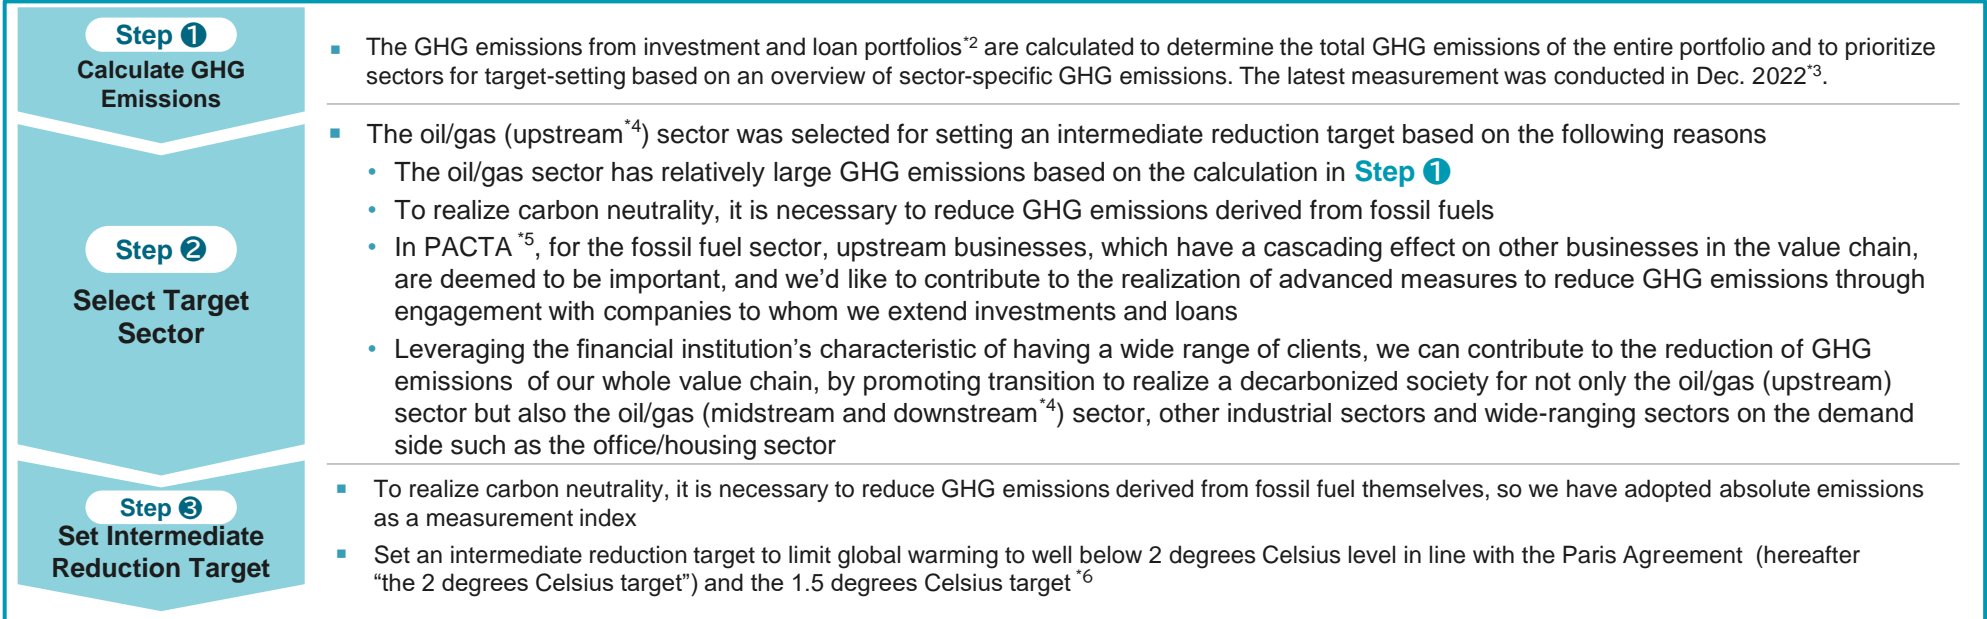 Step ❶
Calculate GHG
Emissions
▪ The GHG emissions from investment and loan portfolios*2 are calculated to determine the total GHG emissions of the entire portfolio and to prioritize
sectors for target-setting based on an overview of sector-specific GHG emissions. The latest measurement was conducted in Dec. 2022*3.
Step ❷
Select Target
Sector
▪ The oil/gas (upstream*4) sector was selected for setting an intermediate reduction target based on the following reasons
• The oil/gas sector has relatively large GHG emissions based on the calculation in Step ❶
• To realize carbon neutrality, it is necessary to reduce GHG emissions derived from fossil fuels
• In PACTA *5, for the fossil fuel sector, upstream businesses, which have a cascading effect on other businesses in the value chain,
are deemed to be important, and we’d like to contribute to the realization of advanced measures to reduce GHG emissions through
engagement with companies to whom we extend investments and loans
• Leveraging the financial institution’s characteristic of having a wide range of clients, we can contribute to the reduction of GHG
emissions of our whole value chain, by promoting transition to realize a decarbonized society for not only the oil/gas (upstream)
sector but also the oil/gas (midstream and downstream*4) sector, other industrial sectors and wide-ranging sectors on the demand
side such as the office/housing sector
Step ❸
Set Intermediate
Reduction Target
▪ To realize carbon neutrality, it is necessary to reduce GHG emissions derived from fossil fuel themselves, so we have adopted absolute emissions
as a measurement index
▪ Set an intermediate reduction target to limit global warming to well below 2 degrees Celsius level in line with the Paris Agreement (hereafter
“the 2 degrees Celsius target”) and the 1.5 degrees Celsius target *6